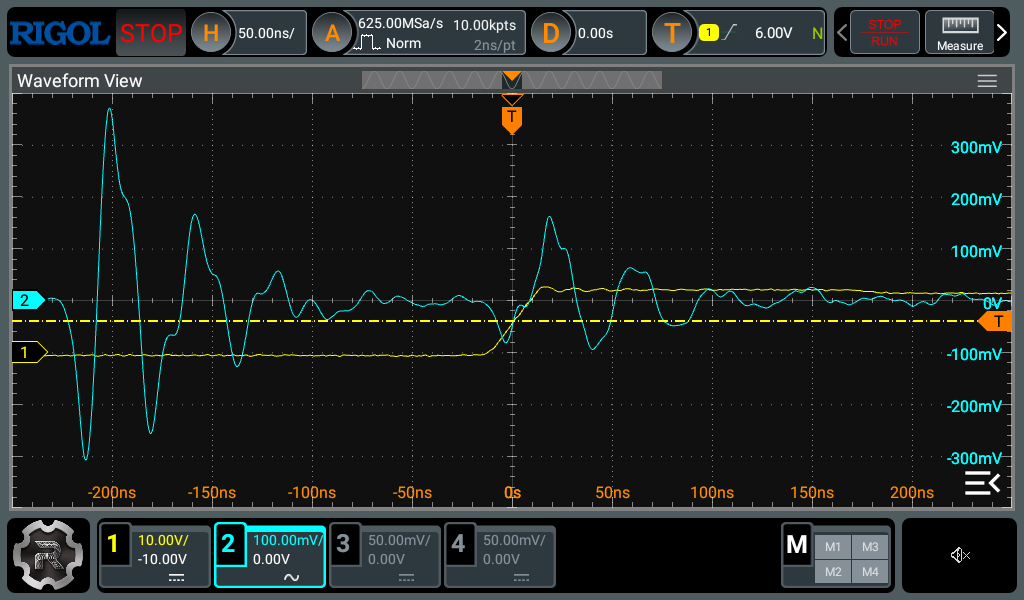 RIGOL STOP H 50.00ns/ A 625.00MSa/s 10.00kpts D 0.00s T 1 6.00V N STOP
Norm 2ns/pt RUN Measure
Waveform View
T
300mV
200mV
100mV
2 0V
T
1 -100mV
-200mV
-300mV
-200ns -150ns -100ns -50ns 0s 50ns 100ns 150ns 200ns
1 10.00V/ 2 100.00mV/ 3 50.00mV/ 4 50.00mV/ M M1 M3
-10.00V 0.00V 0.00V 0.00V M2 M4
R